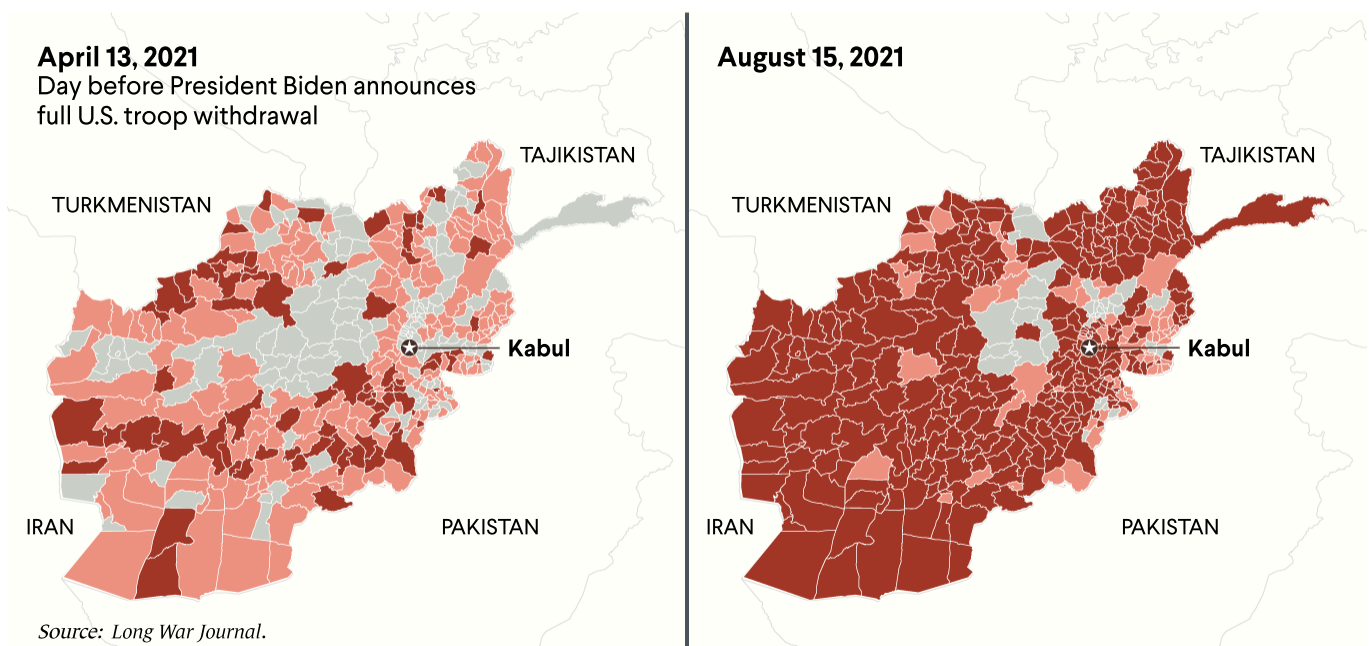 April 13, 2021
Day before President Biden announces
full U.S. troop withdrawal
TAJIKISTAN
TURKMENISTAN
Kabul
IRAN
PAKISTAN
Source: Long War Journal.
August 15, 2021
TAJIKISTAN
TURKMENISTAN
Kabul
IRAN
PAKISTAN